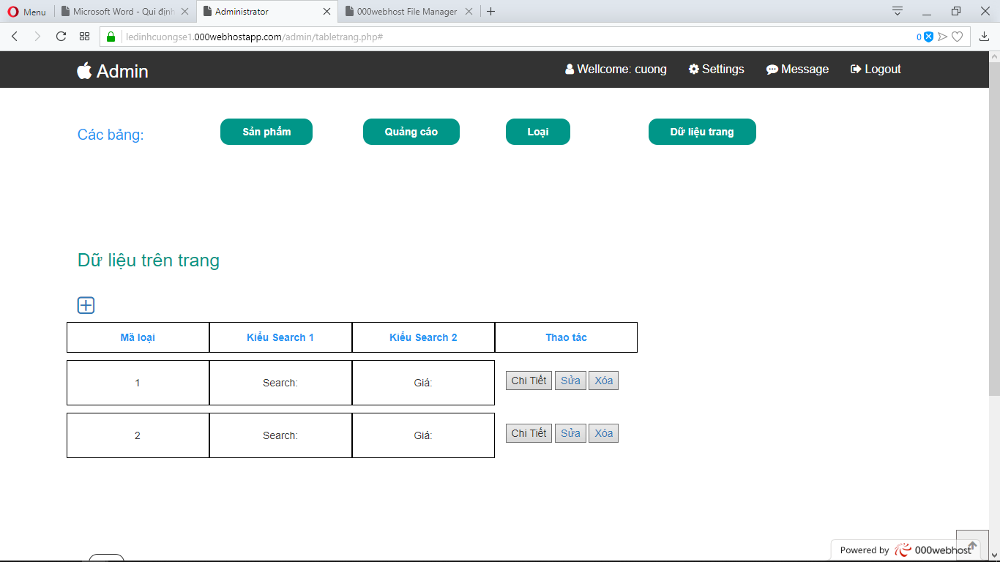 Menu
Microsoft Word - Qui định
Administrator
000webhost File Manager
ledinhcuongse1.000webhostapp.com/admin/tabletrang.php#
0
Admin
Wellcome: cuong
Settings
Message
Logout
Các bảng:
Sản phẩm
Quảng cáo
Loại
Dữ liệu trang
Dữ liệu trên trang
Mã loại
Kiểu Search 1
Kiểu Search 2
Thao tác
1
Search:
Giá:
Chi Tiết
Sửa
Xóa
2
Search:
Giá:
Chi Tiết
Sửa
Xóa
Powered by
000webhost